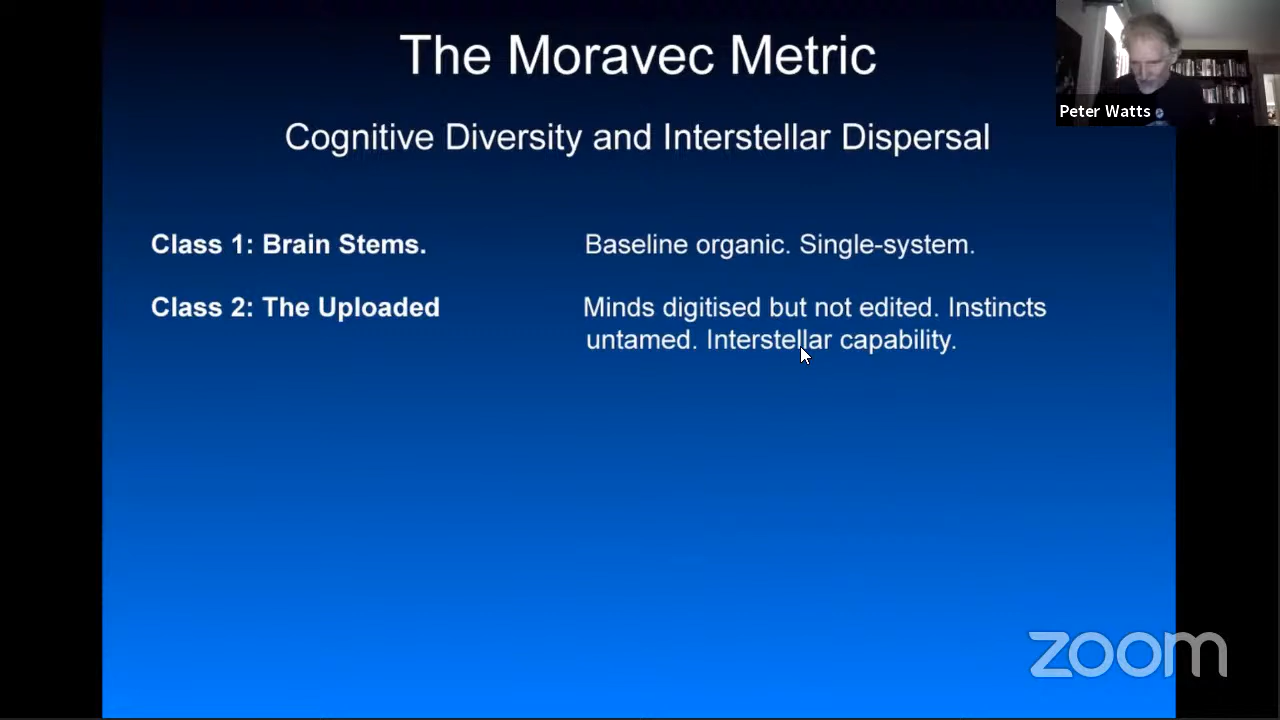 The Moravec Metric
Peter Watts
Cognitive Diversity and Interstellar Dispersal
Class 1: Brain Stems.
Baseline organic. Single-system.
Class 2: The Uploaded
Minds digitised but not edited. Instincts
untamed. Interstellar capability.
zoom